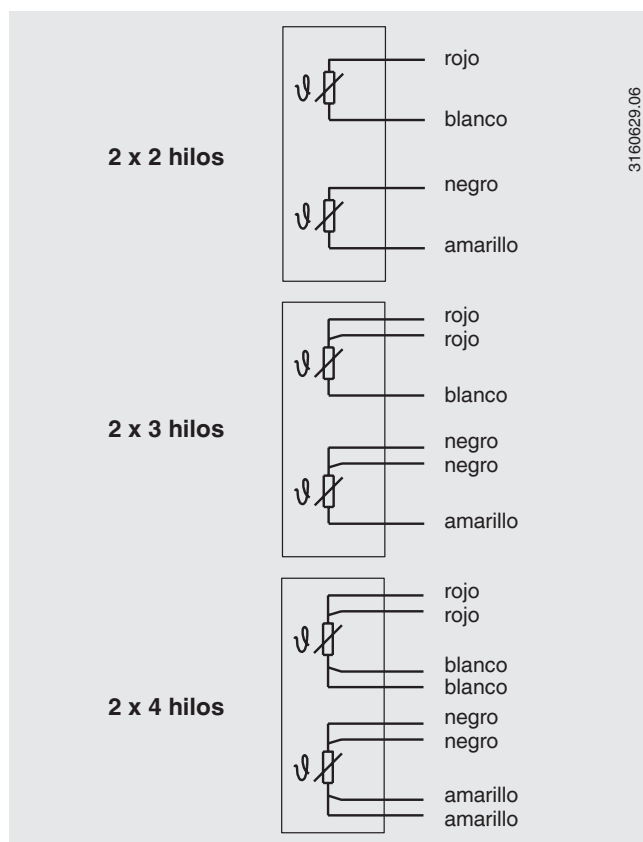 rojo
blanco
2 x 2 hilos
negro
amarillo
3160629.06
rojo
rojo
blanco
2 x 3 hilos
negro
negro
amarillo
rojo
rojo
blanco
blanco
2 x 4 hilos
negro
negro
amarillo
amarillo